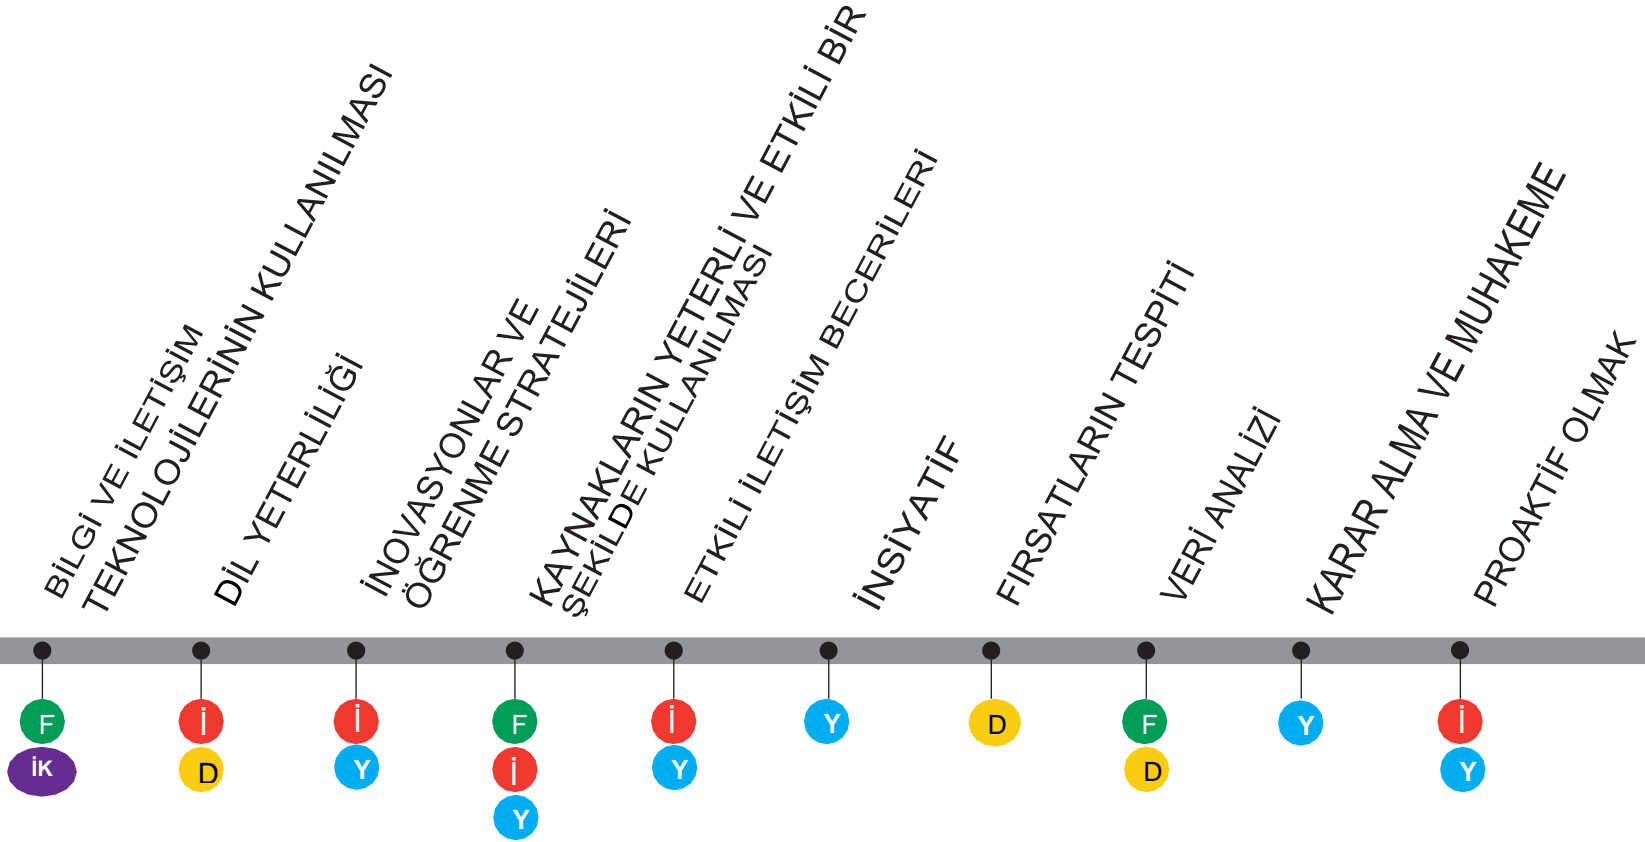 BİLGİ VE İLETİŞİM
TEKNOLOJİLERİNİN KULLANILMASI
DİL YETERLİLİĞİ
İNOVASYONLAR VE
ÖĞRENME STRATEJİLERİ
KAYNAKLARIN YETERLİ VE ETKİLİ BİR
ŞEKİLDE KULLANILMASI
ETKİLİ İLETİŞİM BECERİLERİ
İNSİYATİF
FIRSATLARIN TESPİTİ
VERİ ANALİZİ
KARAR ALMA VE MUHAKEME
PROAKTİF OLMAK
F
İK
İ
D
İ
Y
F
İ
Y
İ
Y
Y
D
F
D
Y
İ
Y